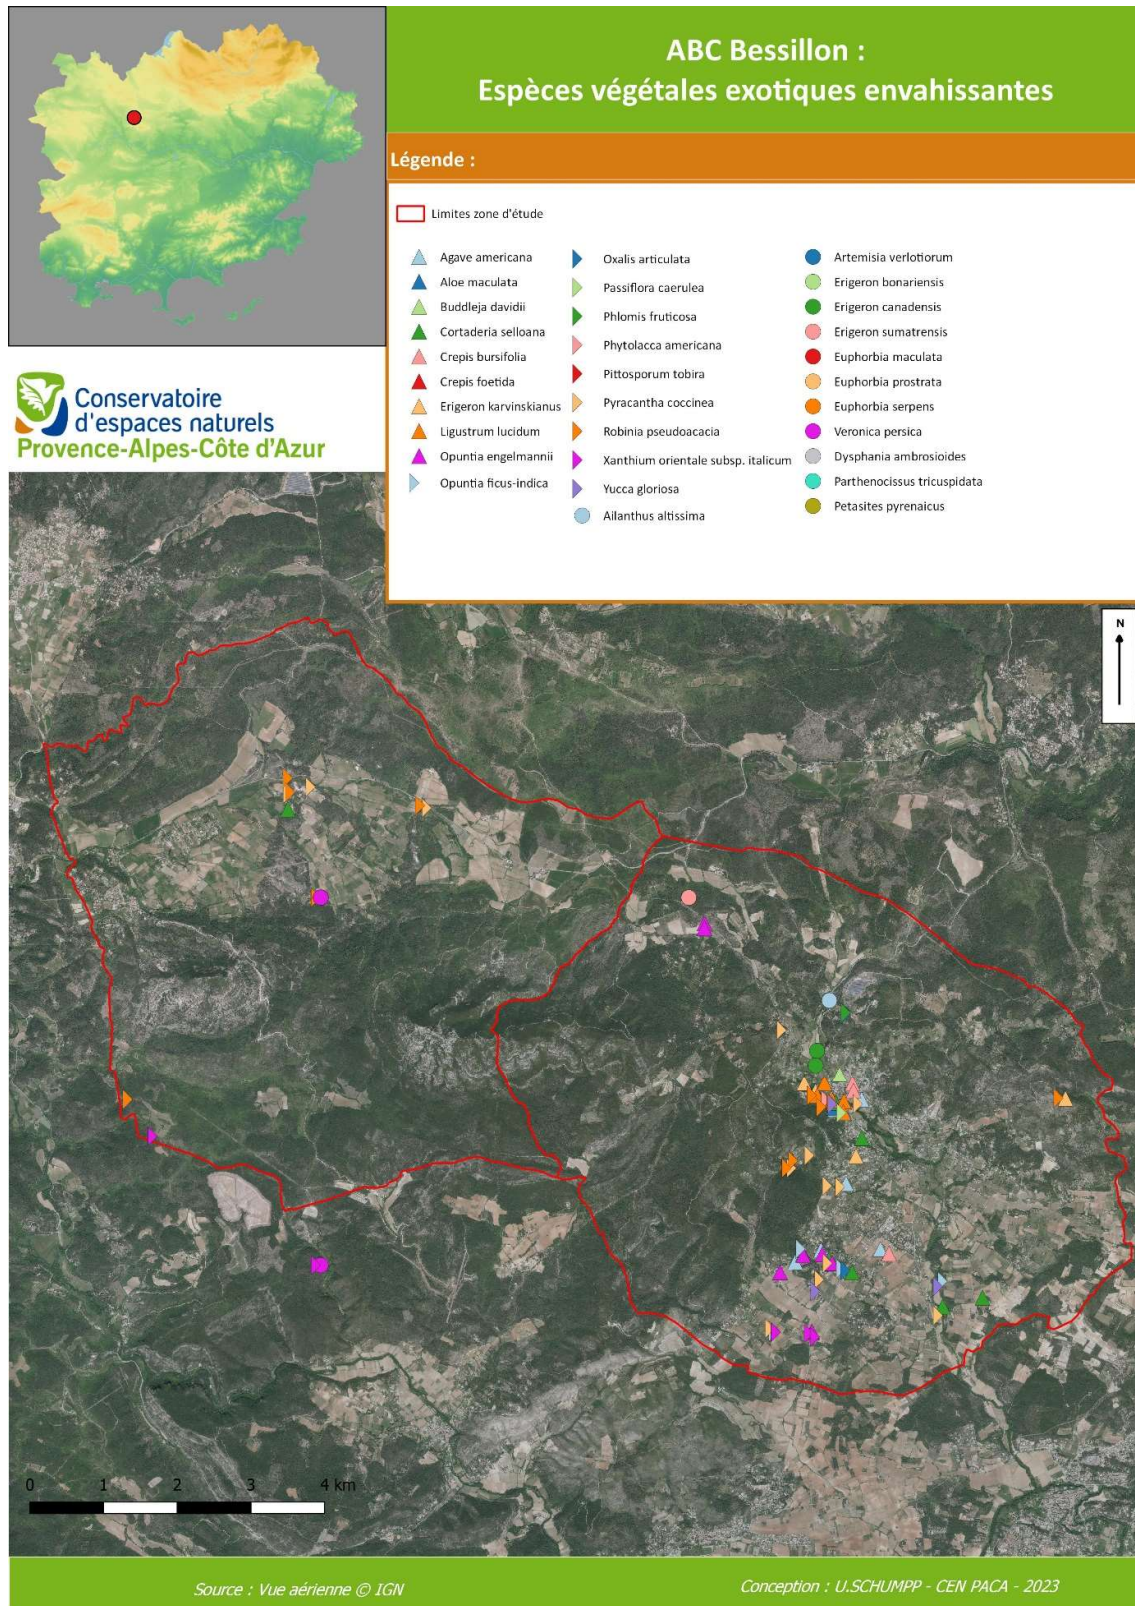 ABC Bessillon :
Espèces végétales exotiques envahissantes
Légende :
Limites zone d'étude
Agave americana
Aloe maculata
Buddleja davidii
Cortaderia selloana
Crepis bursifolia
Crepis foetida
Erigeron karvinskianus
Ligustrum lucidum
Opuntia engelmannii
Opuntia ficus-indica
Oxalis articulata
Passiflora caerulea
Phlomis fruticosa
Phytolacca americana
Pittosporum tobira
Pyracantha coccinea
Robinia pseudoacacia
Xanthium orientale subsp. italicum
Yucca gloriosa
Ailanthus altissima
Artemisia verlotiorum
Erigeron bonariensis
Erigeron canadensis
Erigeron sumatrensis
Euphorbia maculata
Euphorbia prostrata
Euphorbia serpens
Veronica persica
Dysphania ambrosioides
Parthenocissus tricuspidata
Petasites pyrenaicus
Conservatoire
d'espaces naturels
Provence-Alpes-Côte d'Azur
N
0 1 2 3 4 km
Source : Vue aérienne © IGN
Conception : U.SCHUMPP - CEN PACA - 2023